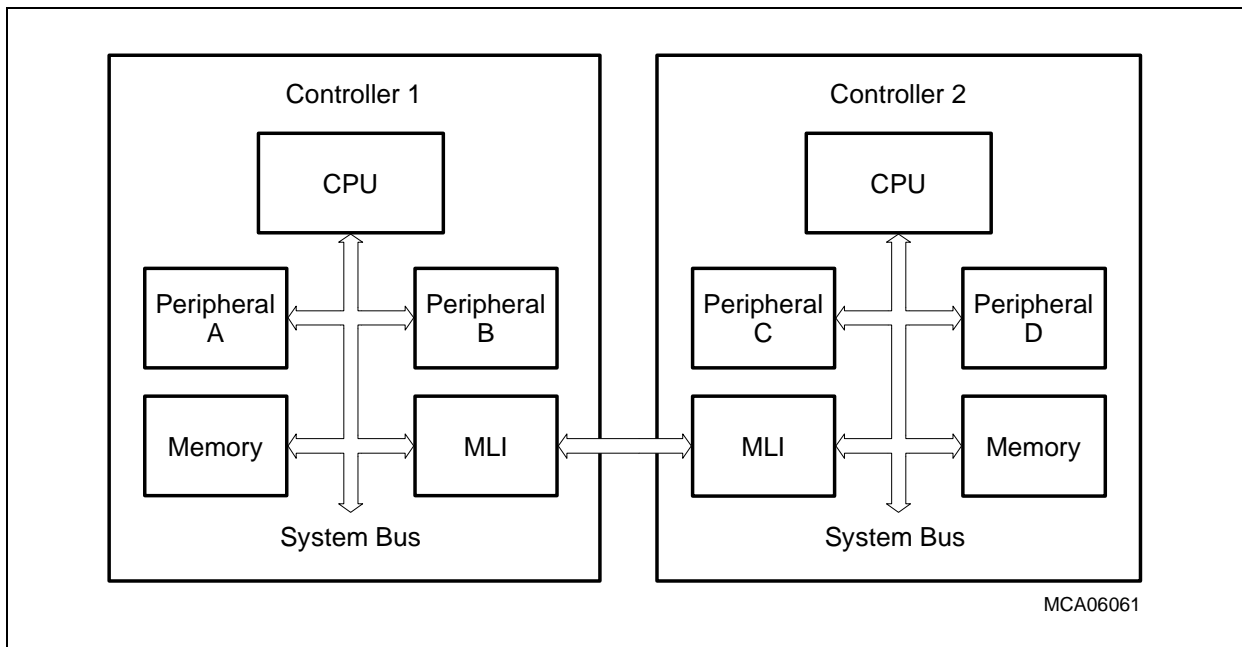 Controller 1
CPU
Peripheral
A
Peripheral
B
Memory
MLI
System Bus
Controller 2
CPU
Peripheral
C
Peripheral
D
MLI
Memory
System Bus
MCA06061